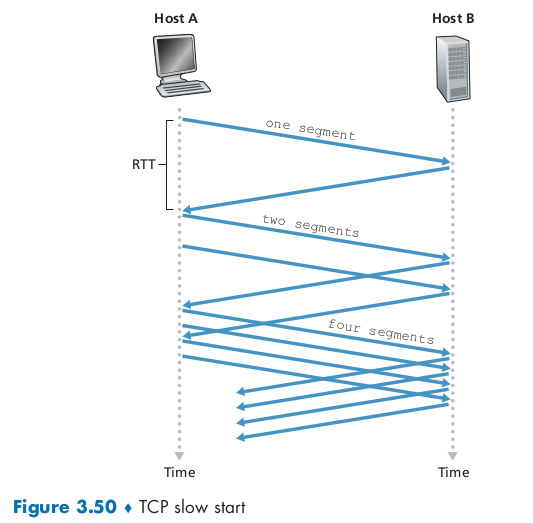 Host A
Host B
one segment
RTT
two segments
four segments
Time
Time
Figure 3.50 ♦ TCP slow start